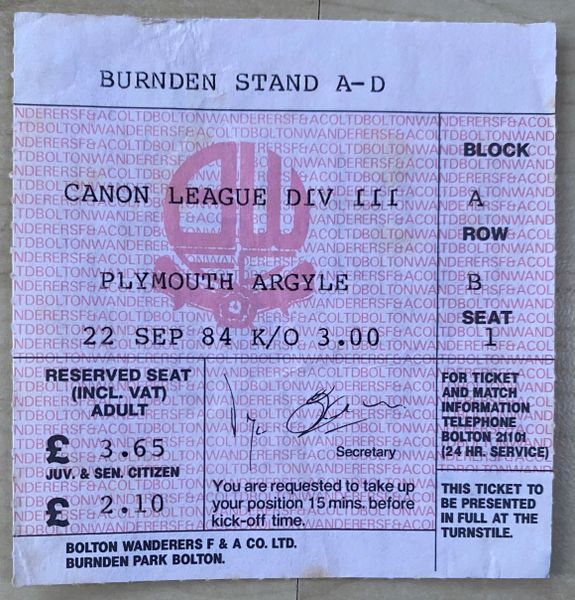 BURNDEN STAND A-D
CANON LEAGUE DIV III
PLYMOUTH ARGYLE
22 SEP 84 K/O 3.00
BLOCK
A
ROW
B
SEAT
1
RESERVED SEAT
(INCL. VAT)
ADULT
£ 3.65
JUV. & SEN. CITIZEN
£ 2.10
Secretary
You are requested to take up
your position 15 mins. before
kick-off time.
FOR TICKET
AND MATCH
INFORMATION
TELEPHONE
BOLTON 21101
(24 HR. SERVICE)
THIS TICKET TO
BE PRESENTED
IN FULL AT THE
TURNSTILE.
BOLTON WANDERERS F & A CO. LTD.
BURNDEN PARK BOLTON.